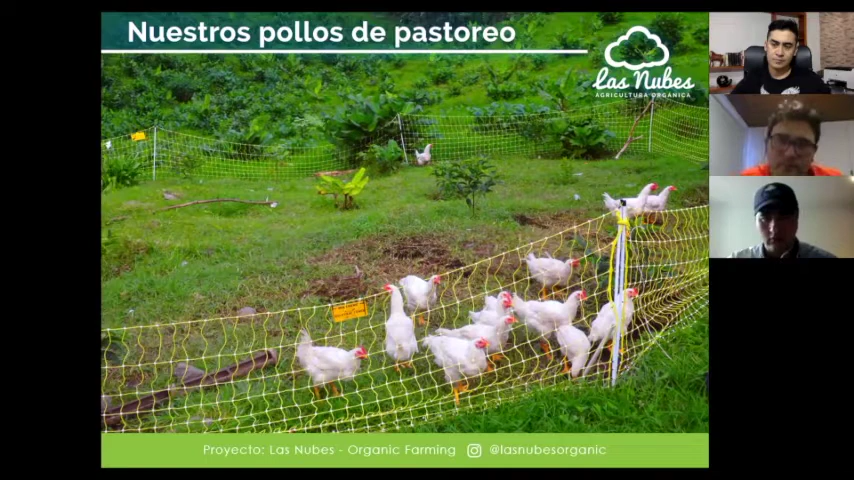 Nuestros pollos de pastoreo
Las Nubes
AGRICULTURA ORGÁNICA
Proyecto: Las Nubes - Organic Farming @lasnubesorganic